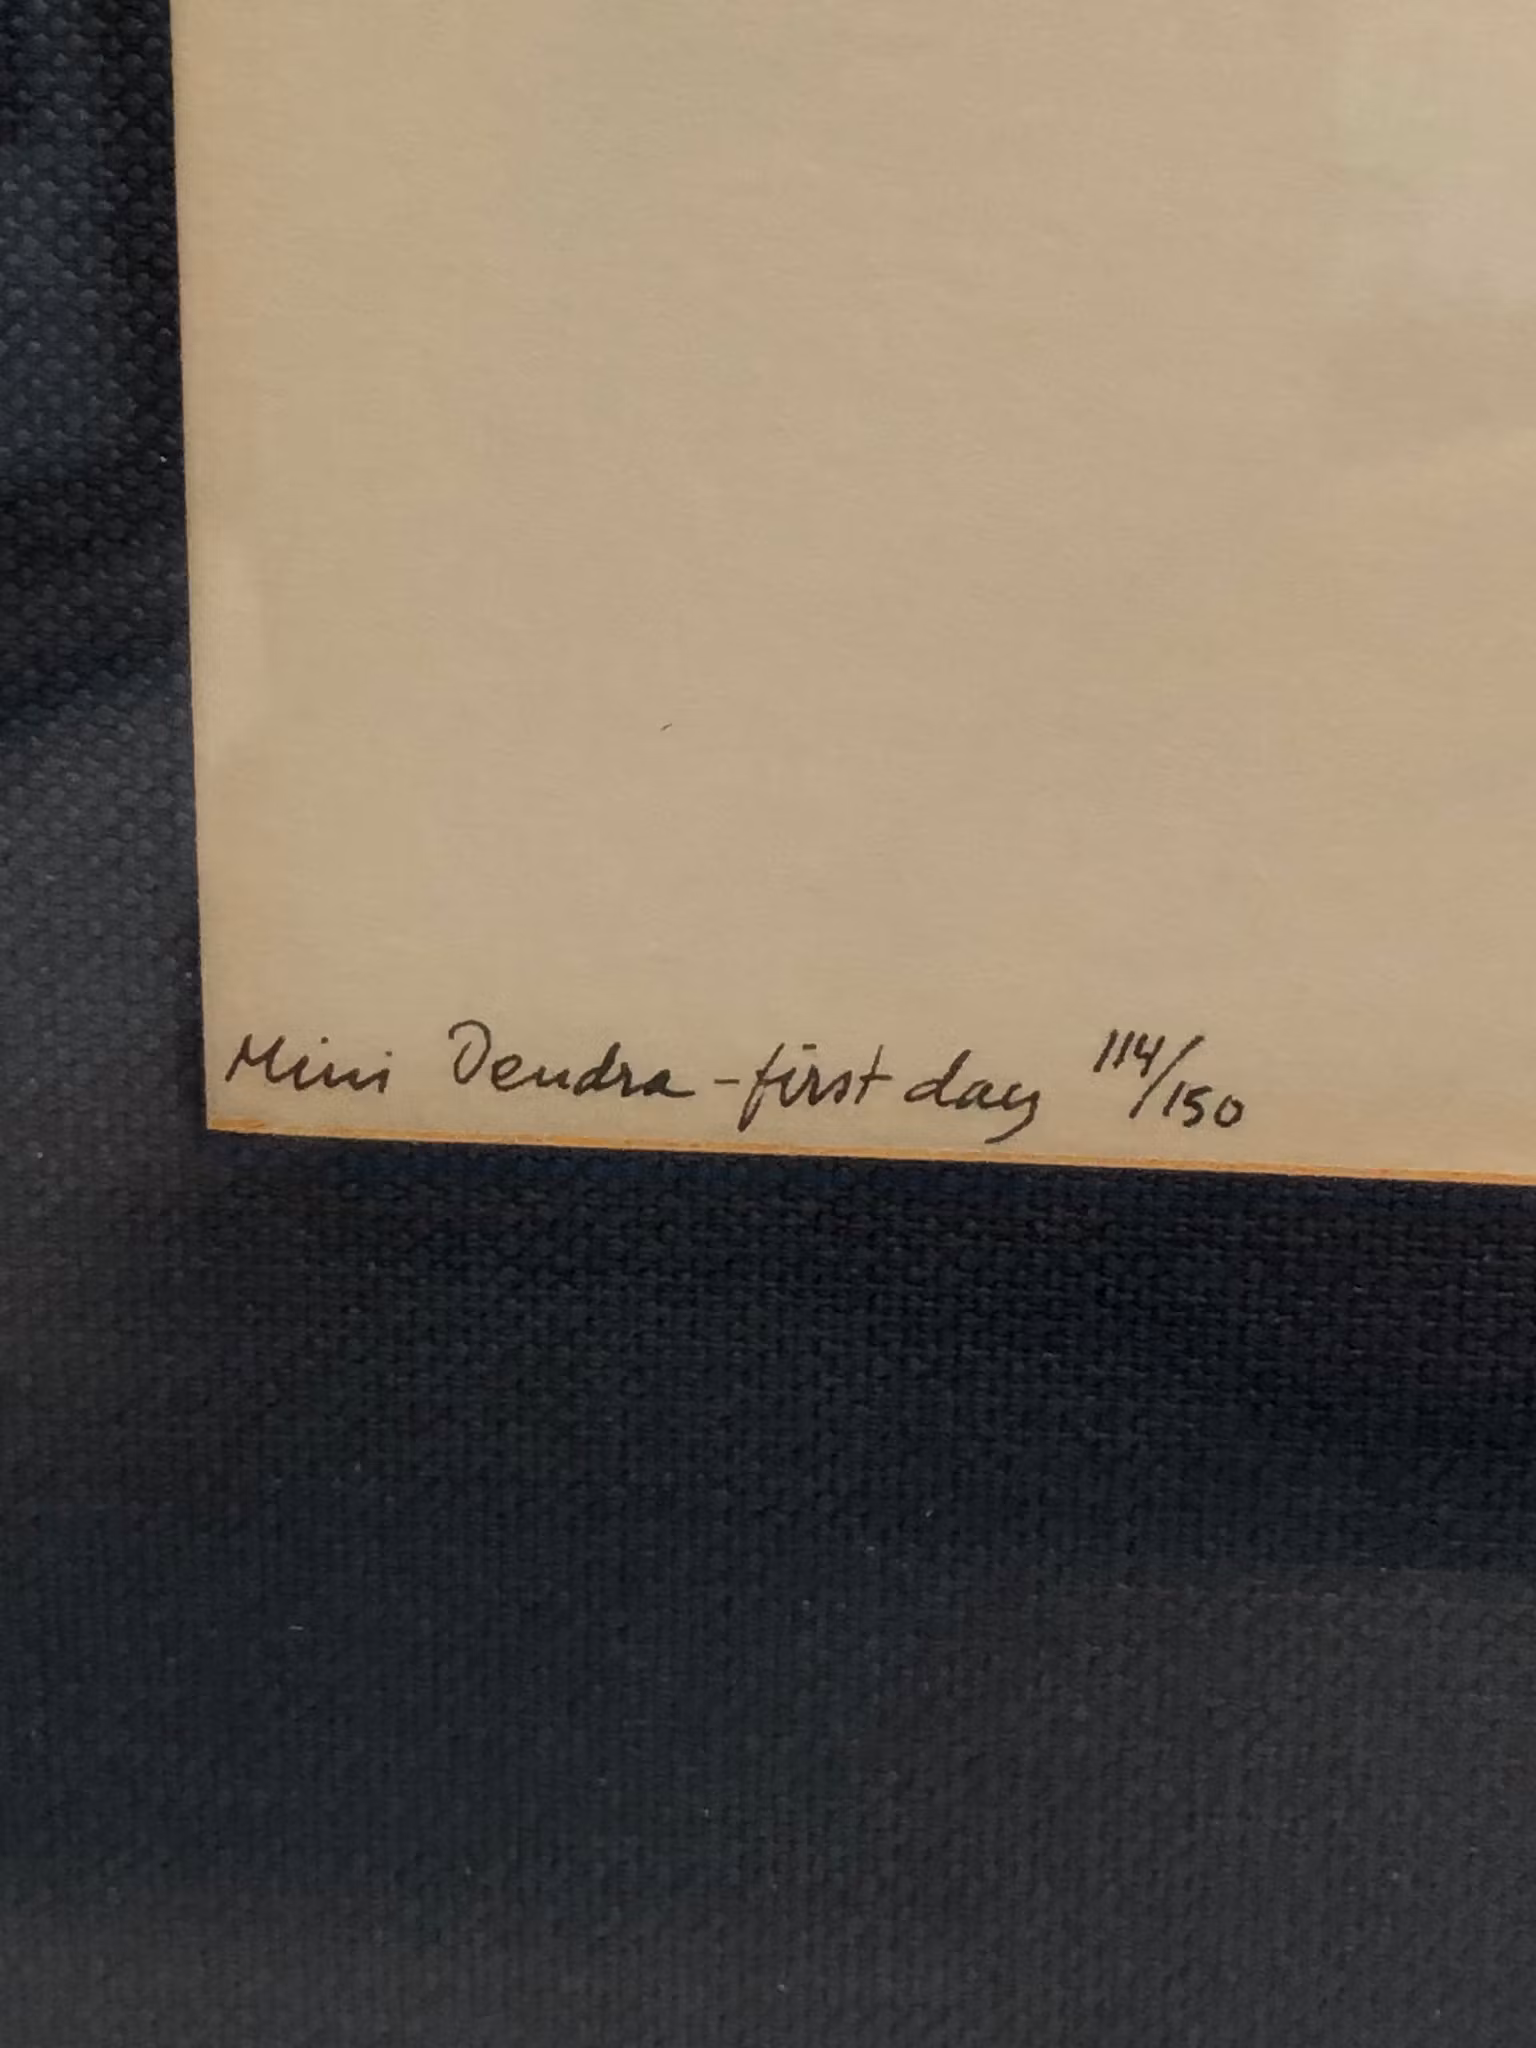 Mini Dendra - first day 114/150